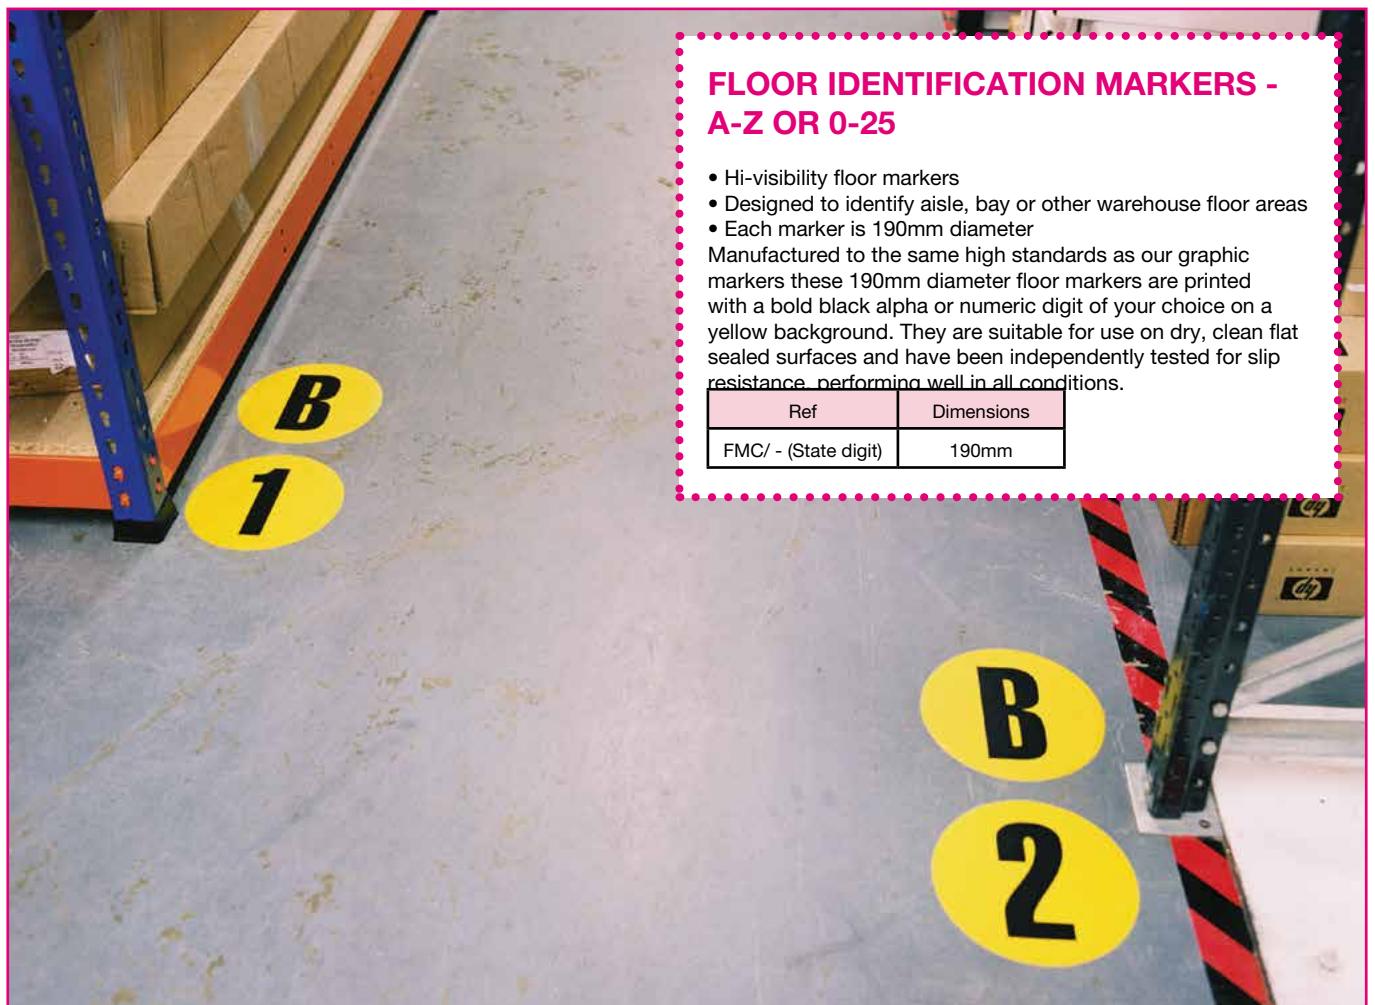 FLOOR IDENTIFICATION MARKERS -
A-Z OR 0-25
• Hi-visibility floor markers
• Designed to identify aisle, bay or other warehouse floor areas
• Each marker is 190mm diameter
Manufactured to the same high standards as our graphic
markers these 190mm diameter floor markers are printed
with a bold black alpha or numeric digit of your choice on a
yellow background. They are suitable for use on dry, clean flat
sealed surfaces and have been independently tested for slip
resistance, performing well in all conditions.
Ref Dimensions
FMC/ - (State digit) 190mm
B
1
hp
B
2